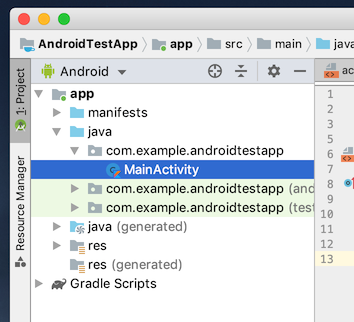 AndroidTestApp app src main java
Android
ac
1: Project
Resource Manager
app
manifests
java
com.example.androidtestapp
MainActivity
com.example.androidtestapp (and
com.example.androidtestapp (test
java (generated)
res
res (generated)
Gradle Scripts
1
2
3
4
5
6
7
8
9
10
11
12
13